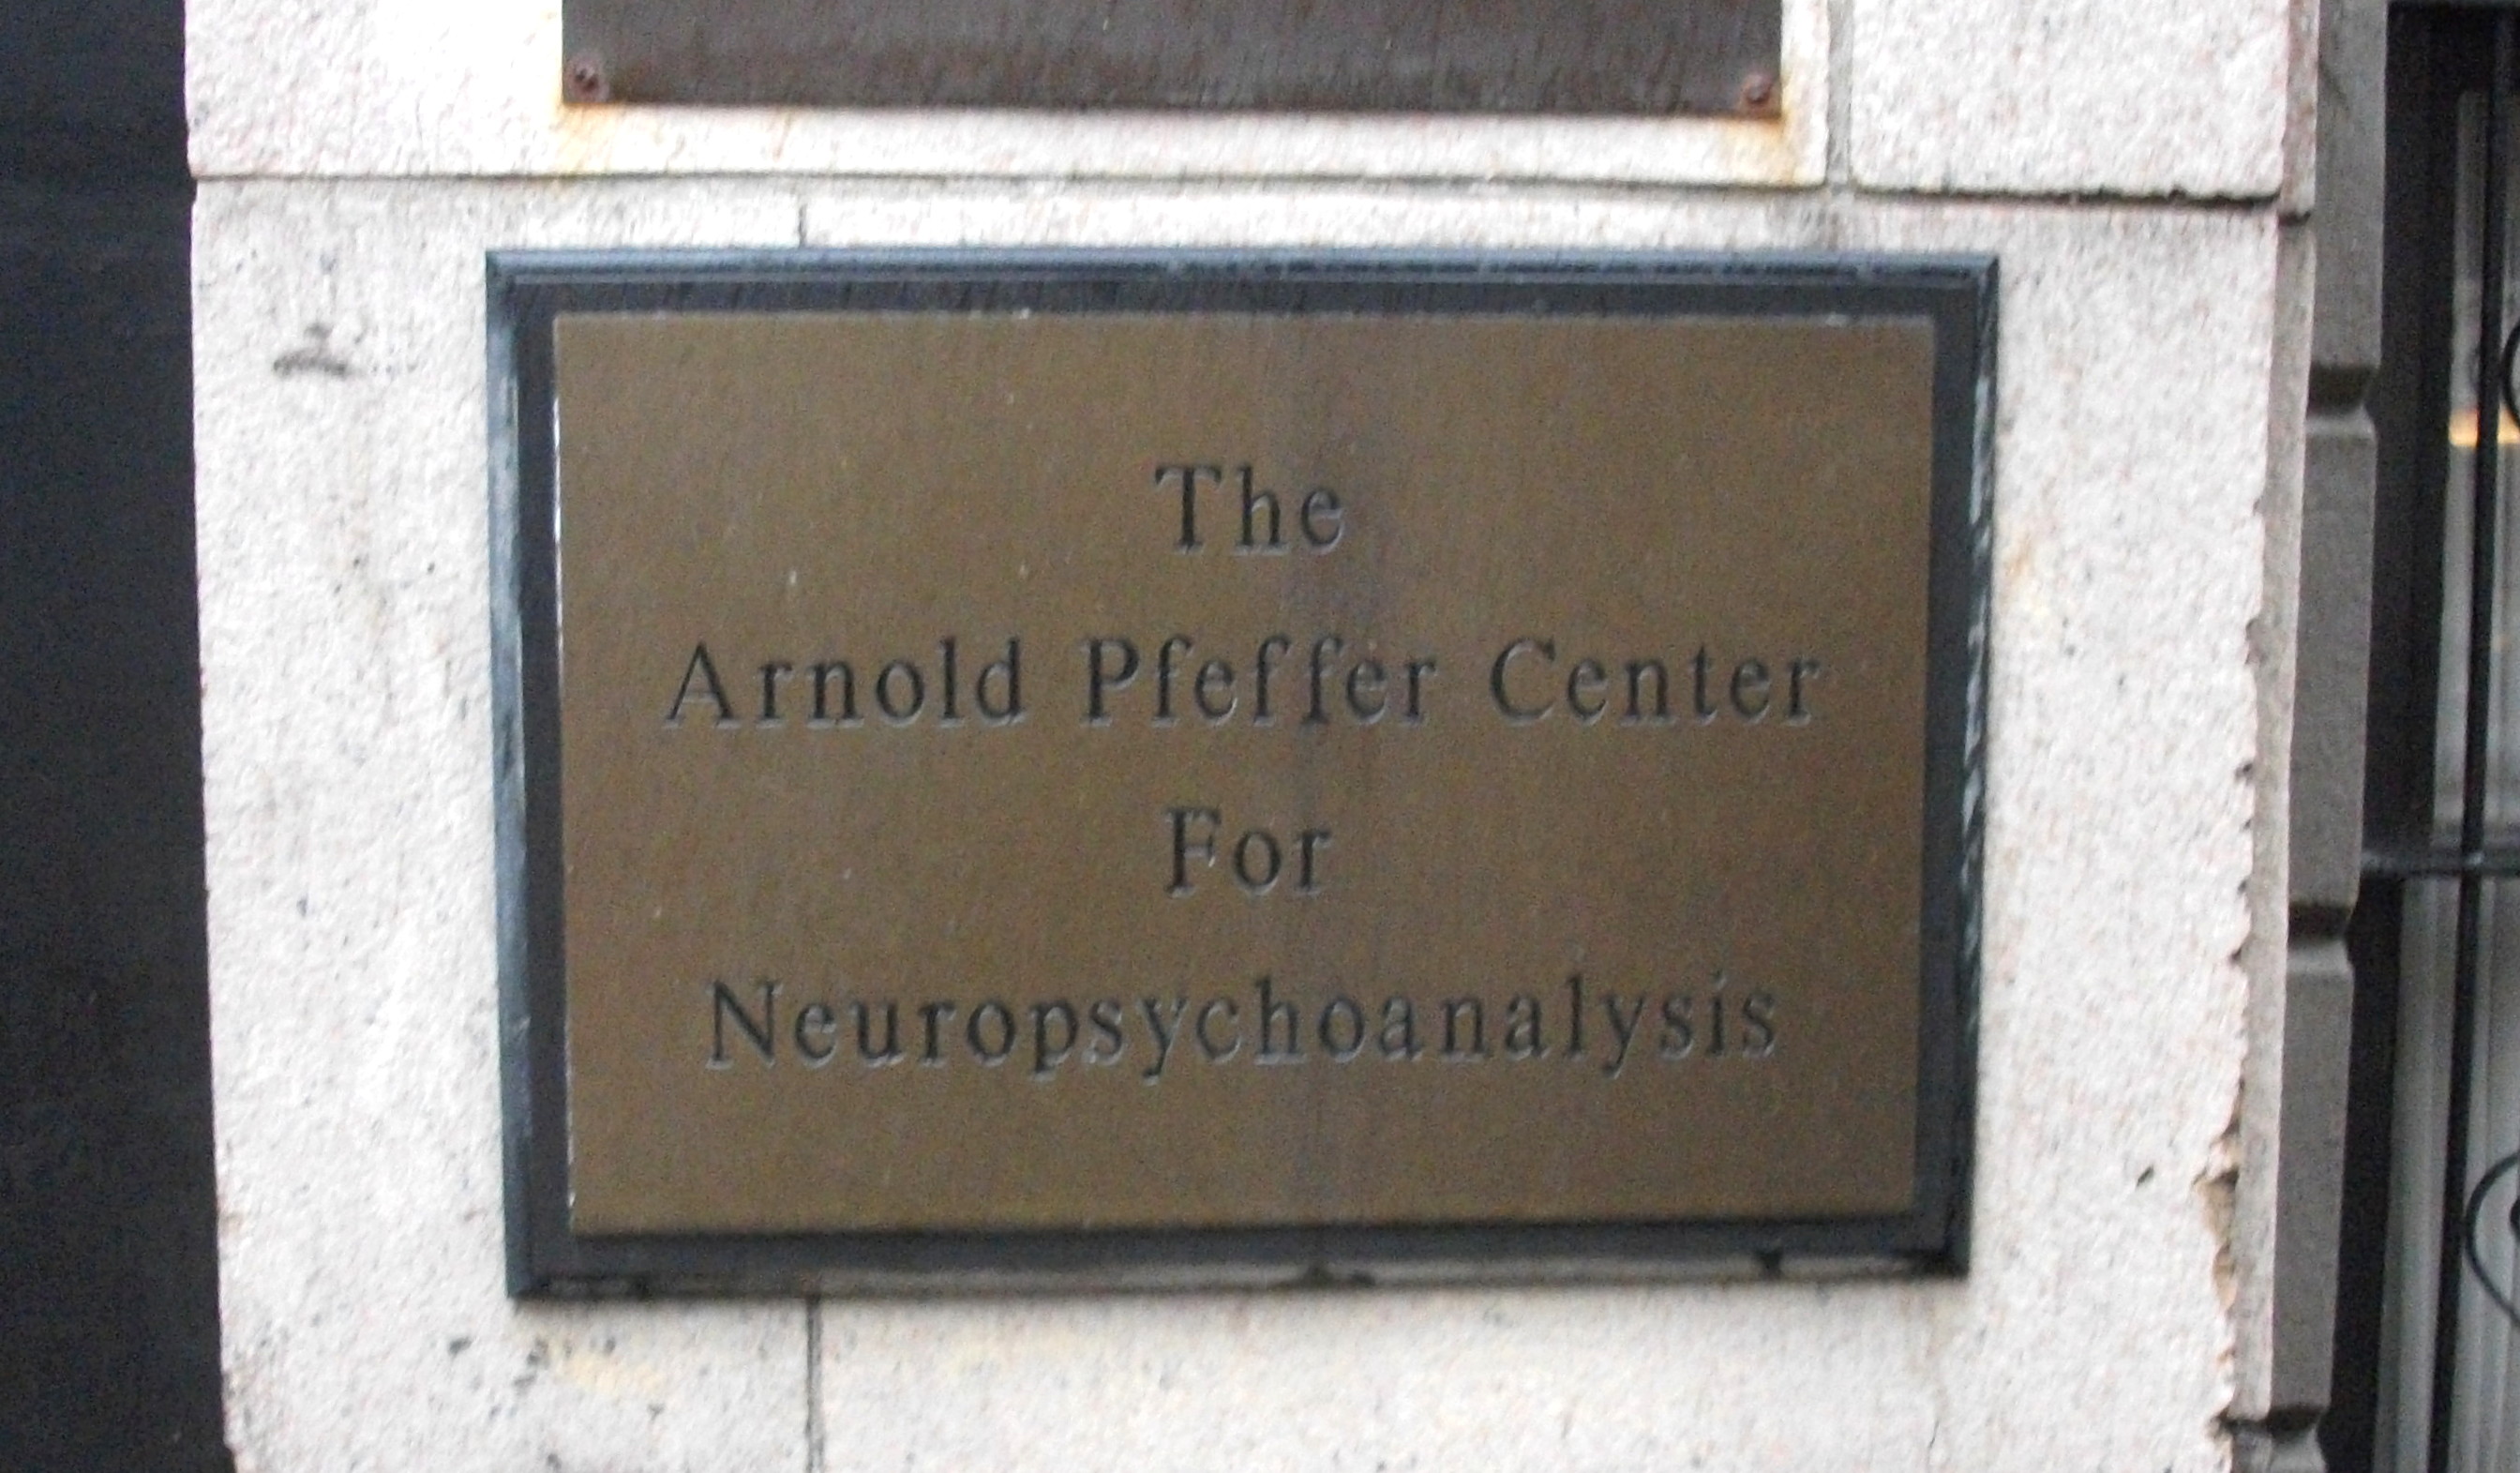 The
Arnold Pfeffer Center
For
Neuropsychoanalysis